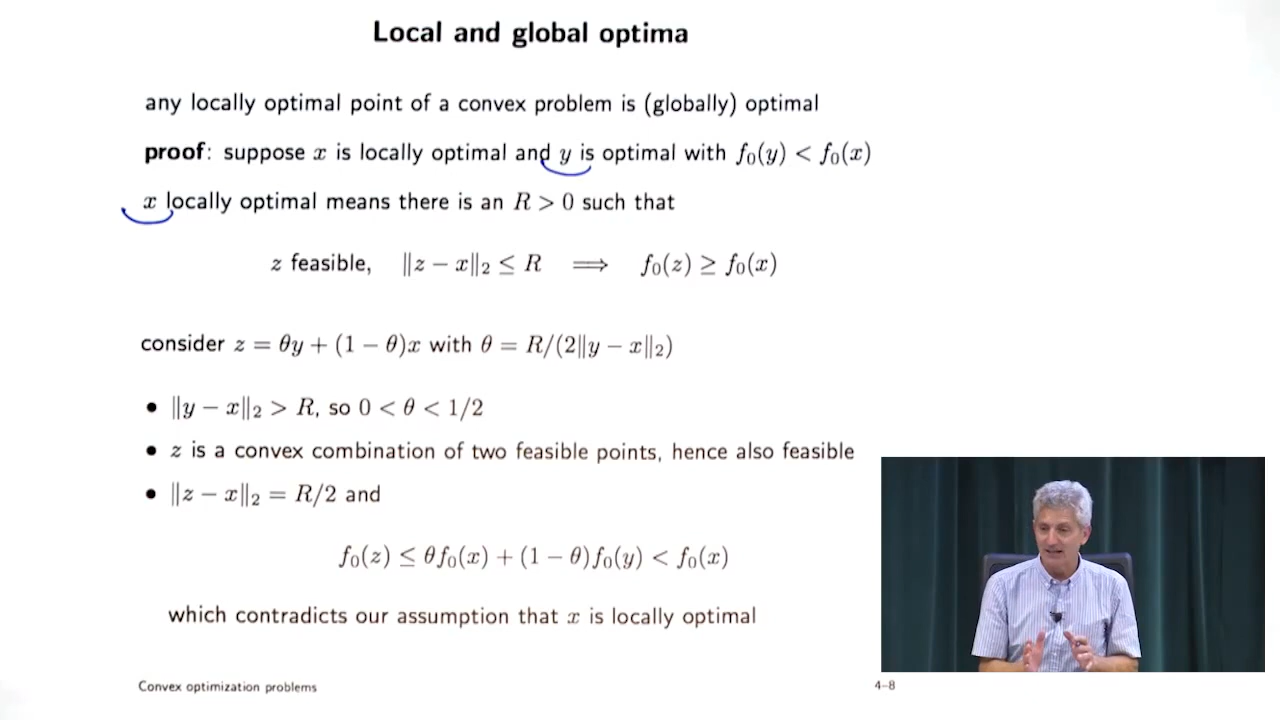 Local and global optima
any locally optimal point of a convex problem is (globally) optimal
proof: suppose x is locally optimal and y is optimal with f₀(y) < f₀(x)
x locally optimal means there is an R > 0 such that
z feasible, ‖z − x‖₂ ≤ R ⟹ f₀(z) ≥ f₀(x)
consider z = θy + (1 − θ)x with θ = R/(2‖y − x‖₂)
• ‖y − x‖₂ > R, so 0 < θ < 1/2
• z is a convex combination of two feasible points, hence also feasible
• ‖z − x‖₂ = R/2 and
f₀(z) ≤ θf₀(x) + (1 − θ)f₀(y) < f₀(x)
which contradicts our assumption that x is locally optimal
Convex optimization problems 4–8